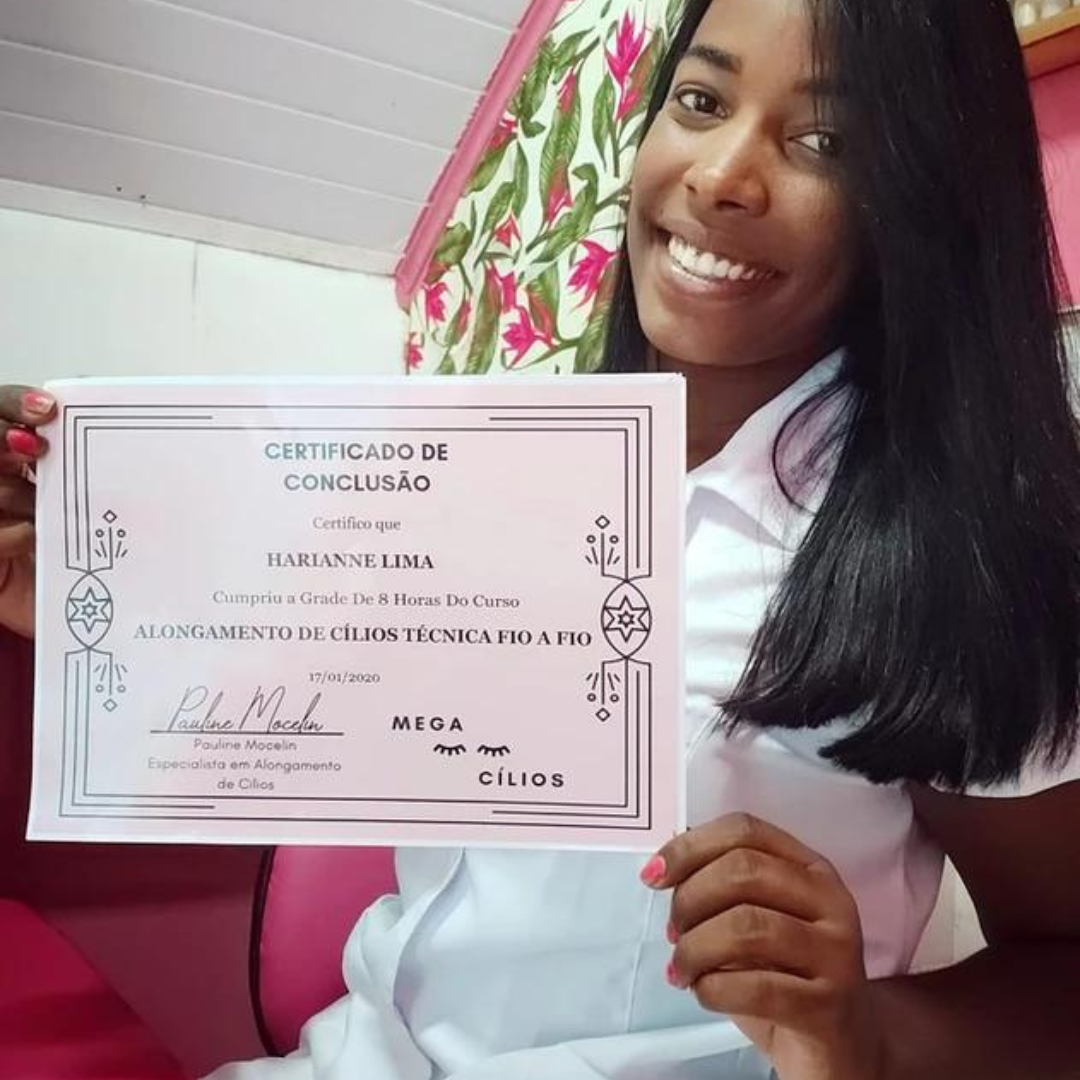 CERTIFICADO DE
CONCLUSÃO
Certifico que
HARIANNE LIMA
Cumpriu a Grade De 8 Horas Do Curso
ALONGAMENTO DE CÍLIOS TÉCNICA FIO A FIO
17/01/2020
Pauline Mocelin
Pauline Mocelin
Especialista em Alongamento
de Cílios
MEGA
CÍLIOS